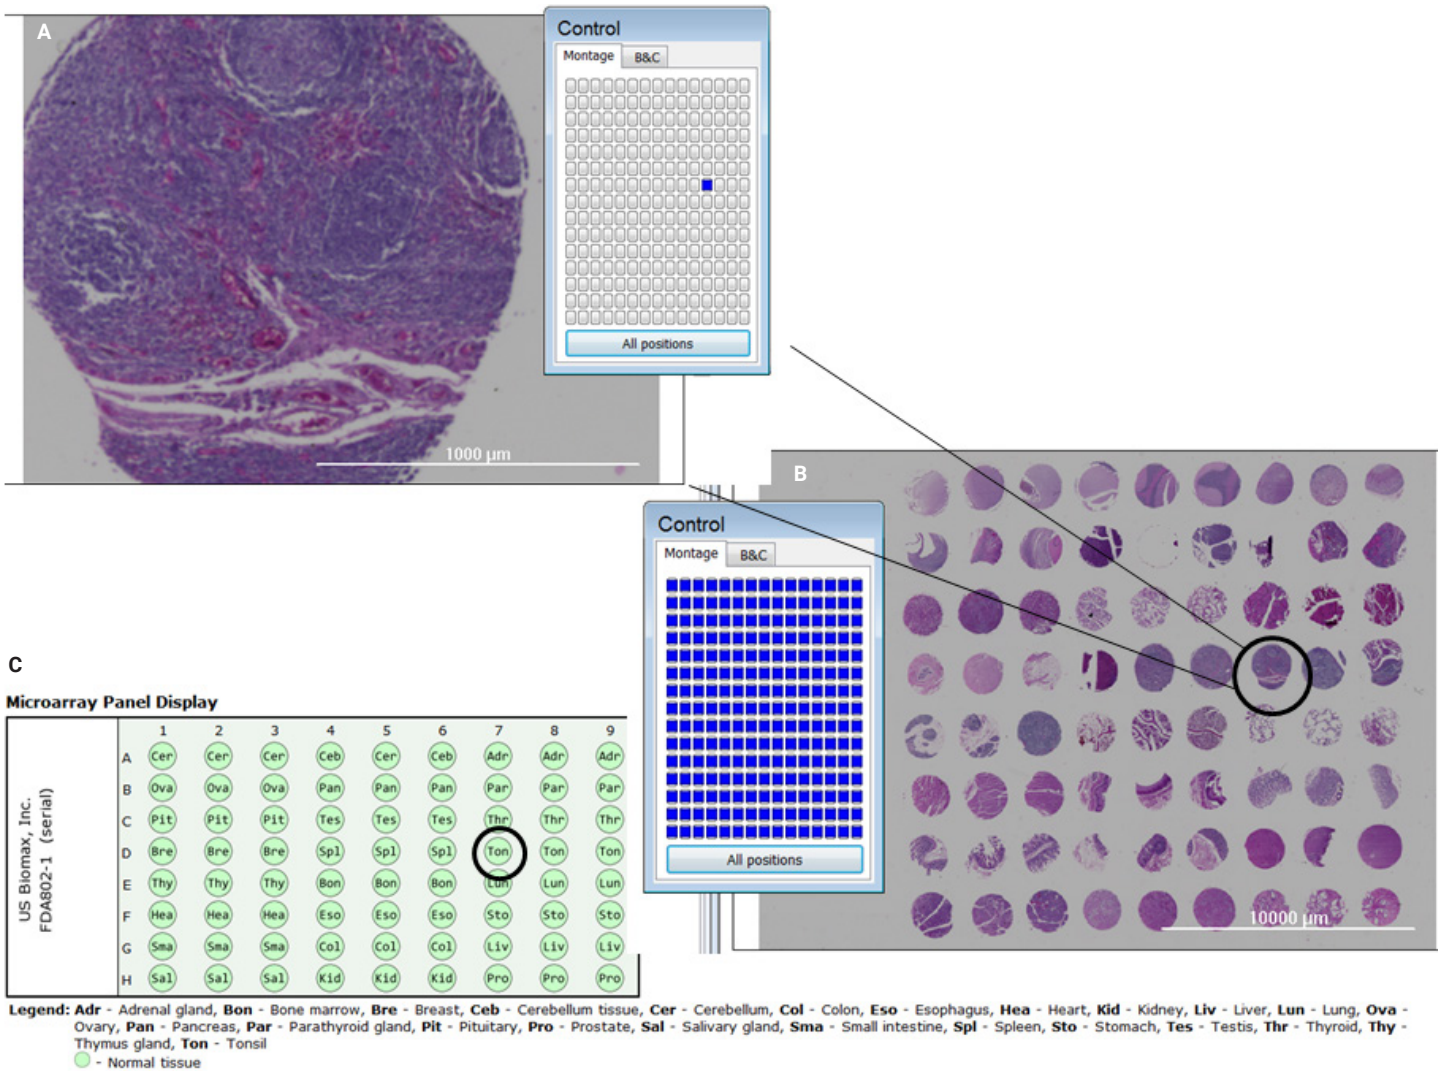 A
Control
Montage B&C
All positions
1000 µm
B
Control
Montage B&C
All positions
10000 µm
C
Microarray Panel Display
US Biomax, Inc.
FDA802-1 (serial)
1 2 3 4 5 6 7 8 9
A Cer Cer Cer Ceb Cer Ceb Adr Adr Adr
B Ova Ova Ova Pan Pan Pan Par Par Par
C Pit Pit Pit Tes Tes Tes Thr Thr Thr
D Bre Bre Bre Spl Spl Spl Ton Ton Ton
E Thy Thy Thy Bon Bon Bon Lun Lun Lun
F Hea Hea Hea Eso Eso Eso Sto Sto Sto
G Sma Sma Sma Col Col Col Liv Liv Liv
H Sal Sal Sal Kid Kid Kid Pro Pro Pro
Legend: Adr - Adrenal gland, Bon - Bone marrow, Bre - Breast, Ceb - Cerebellum tissue, Cer - Cerebellum, Col - Colon, Eso - Esophagus, Hea - Heart, Kid - Kidney, Liv - Liver, Lun - Lung, Ova -
Ovary, Pan - Pancreas, Par - Parathyroid gland, Pit - Pituitary, Pro - Prostate, Sal - Salivary gland, Sma - Small intestine, Spl - Spleen, Sto - Stomach, Tes - Testis, Thr - Thyroid, Thy -
Thymus gland, Ton - Tonsil
- Normal tissue